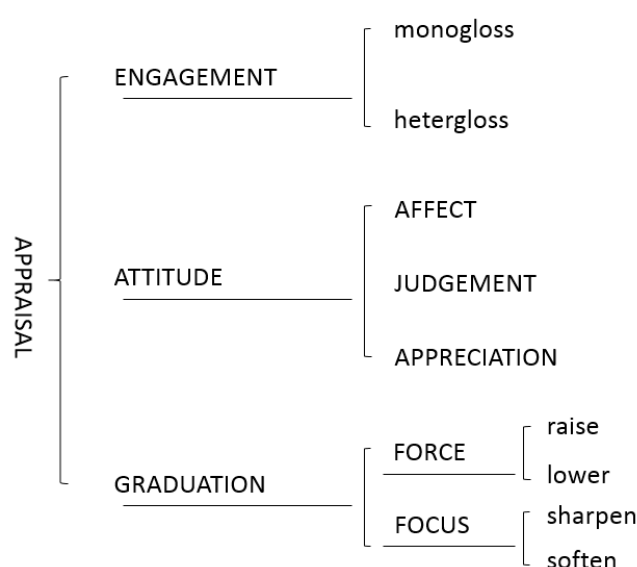 APPRAISAL
ENGAGEMENT
monogloss
hetergloss
ATTITUDE
AFFECT
JUDGEMENT
APPRECIATION
GRADUATION
FORCE
raise
lower
FOCUS
sharpen
soften